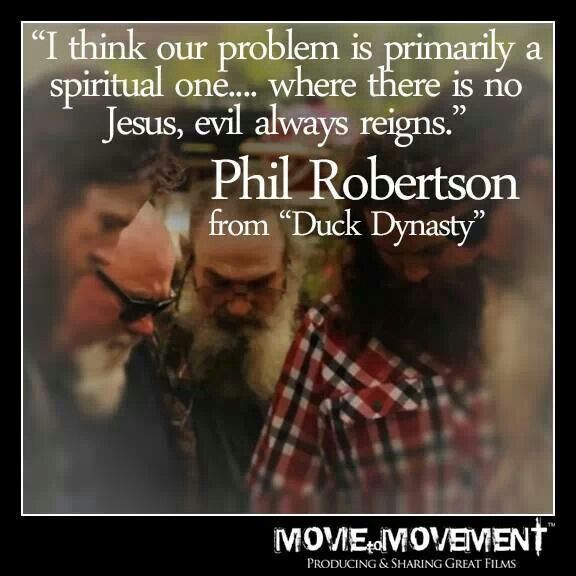 “I think our problem is primarily a
spiritual one.... where there is no
Jesus, evil always reigns.”
Phil Robertson
from “Duck Dynasty”
MOVIE to MOVEMENT™
PRODUCING & SHARING GREAT FILMS